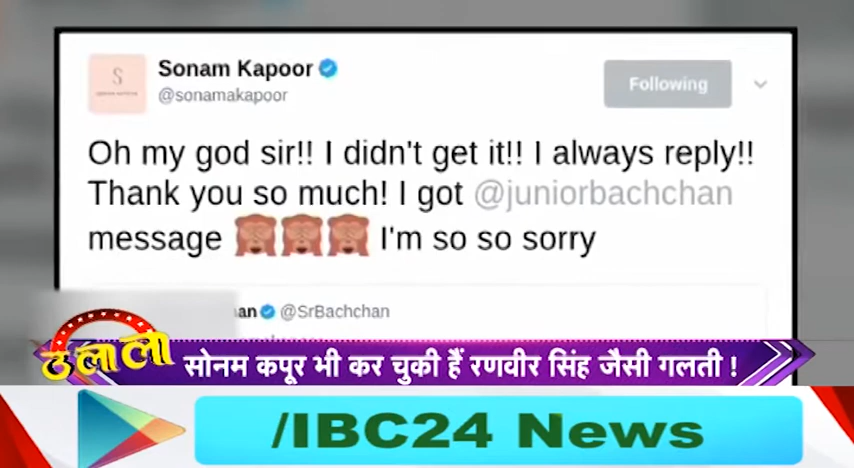 Sonam Kapoor
@sonamakapoor
Following
Oh my god sir!! I didn't get it!! I always reply!!
Thank you so much! I got @juniorbachchan
message 🙈🙈🙈 I'm so so sorry
an @SrBachchan
सोनम कपूर भी कर चुकी हैं रणवीर सिंह जैसी गलती !
/IBC24 News